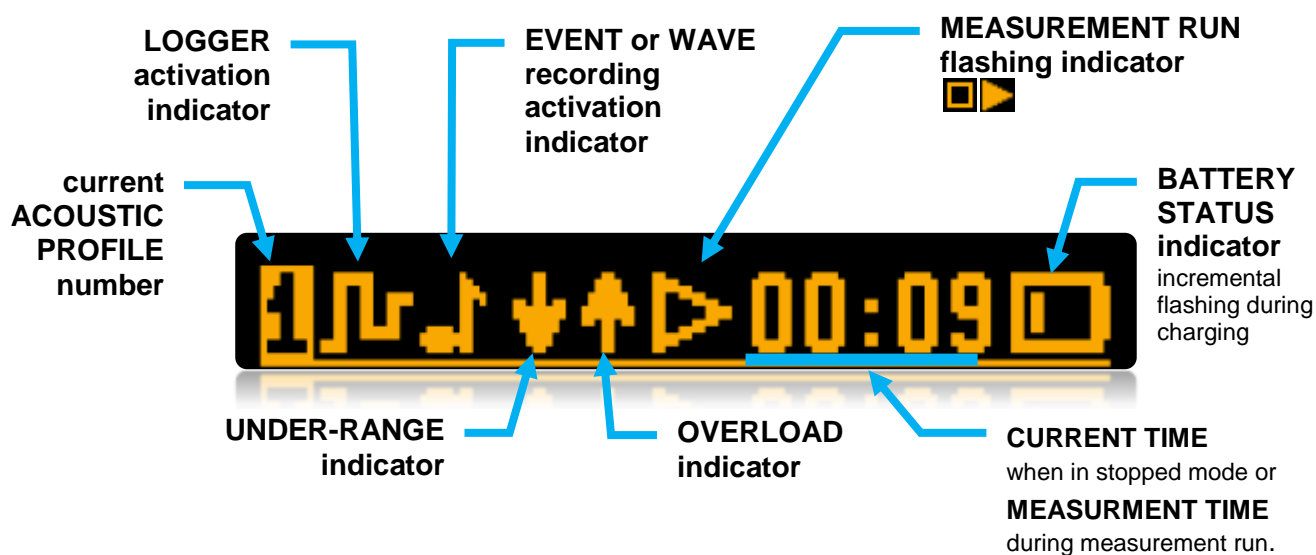 LOGGER
activation
indicator
EVENT or WAVE
recording
activation
indicator
MEASUREMENT RUN
flashing indicator
current
ACOUSTIC
PROFILE
number
BATTERY
STATUS
indicator
incremental
flashing during
charging
1 00:09
UNDER-RANGE
indicator
OVERLOAD
indicator
CURRENT TIME
when in stopped mode or
MEASURMENT TIME
during measurement run.